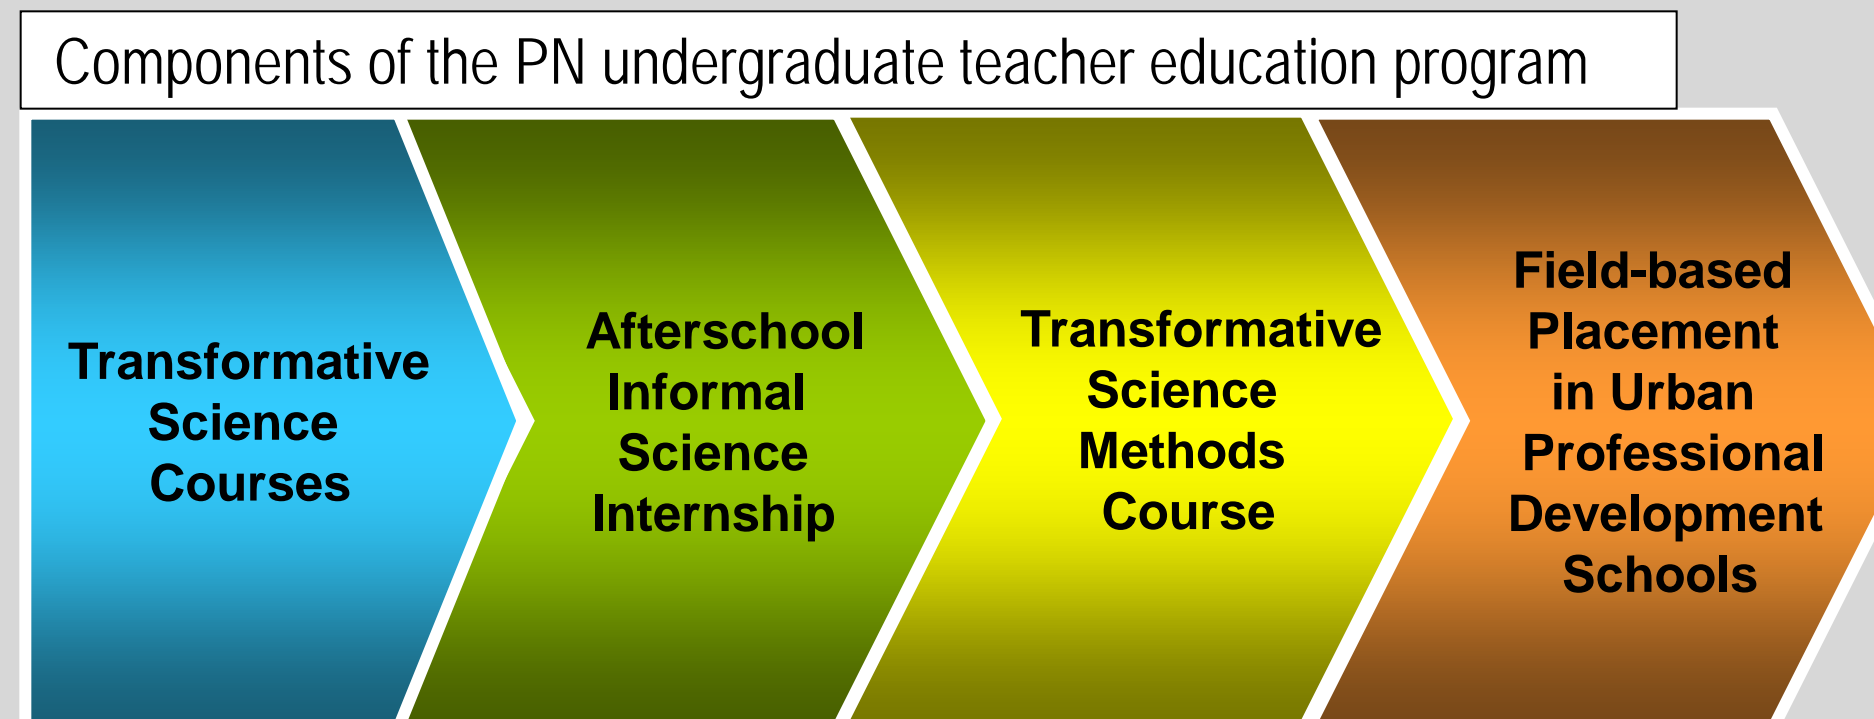 Components of the PN undergraduate teacher education program
Transformative
Science
Courses
Afterschool
Informal
Science
Internship
Transformative
Science
Methods
Course
Field-based
Placement
in Urban
Professional
Development
Schools